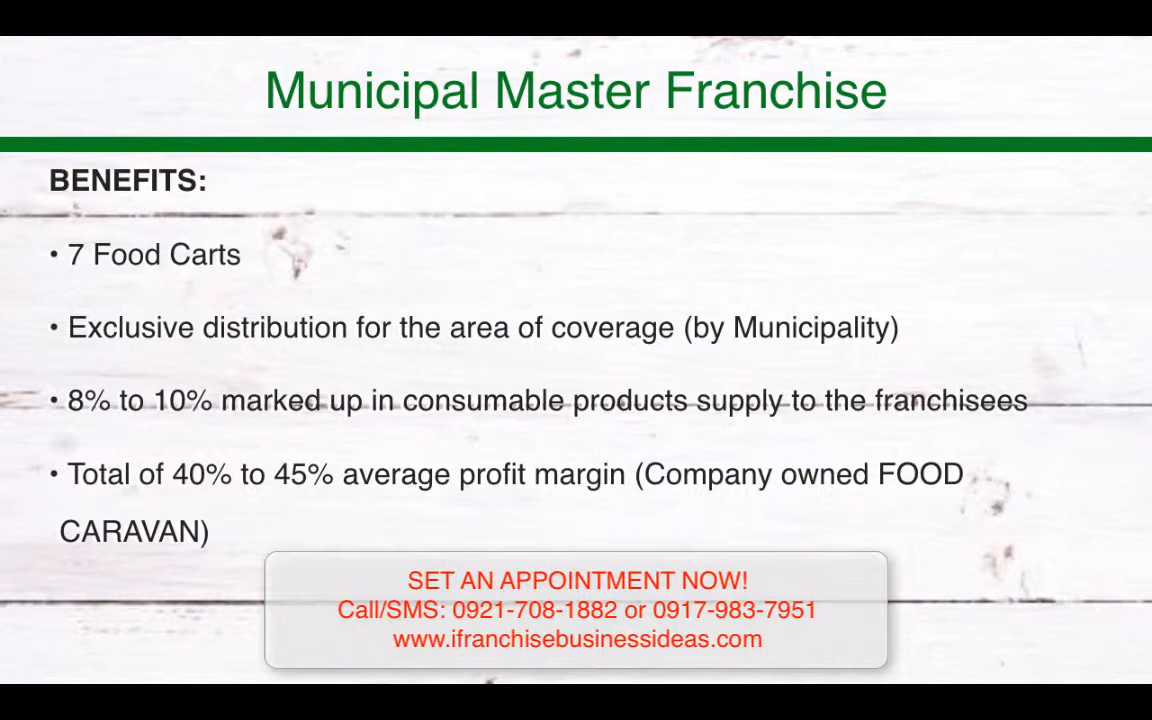 Municipal Master Franchise
BENEFITS:
• 7 Food Carts
• Exclusive distribution for the area of coverage (by Municipality)
• 8% to 10% marked up in consumable products supply to the franchisees
• Total of 40% to 45% average profit margin (Company owned FOOD
CARAVAN)
SET AN APPOINTMENT NOW!
Call/SMS: 0921-708-1882 or 0917-983-7951
www.ifranchisebusinessideas.com